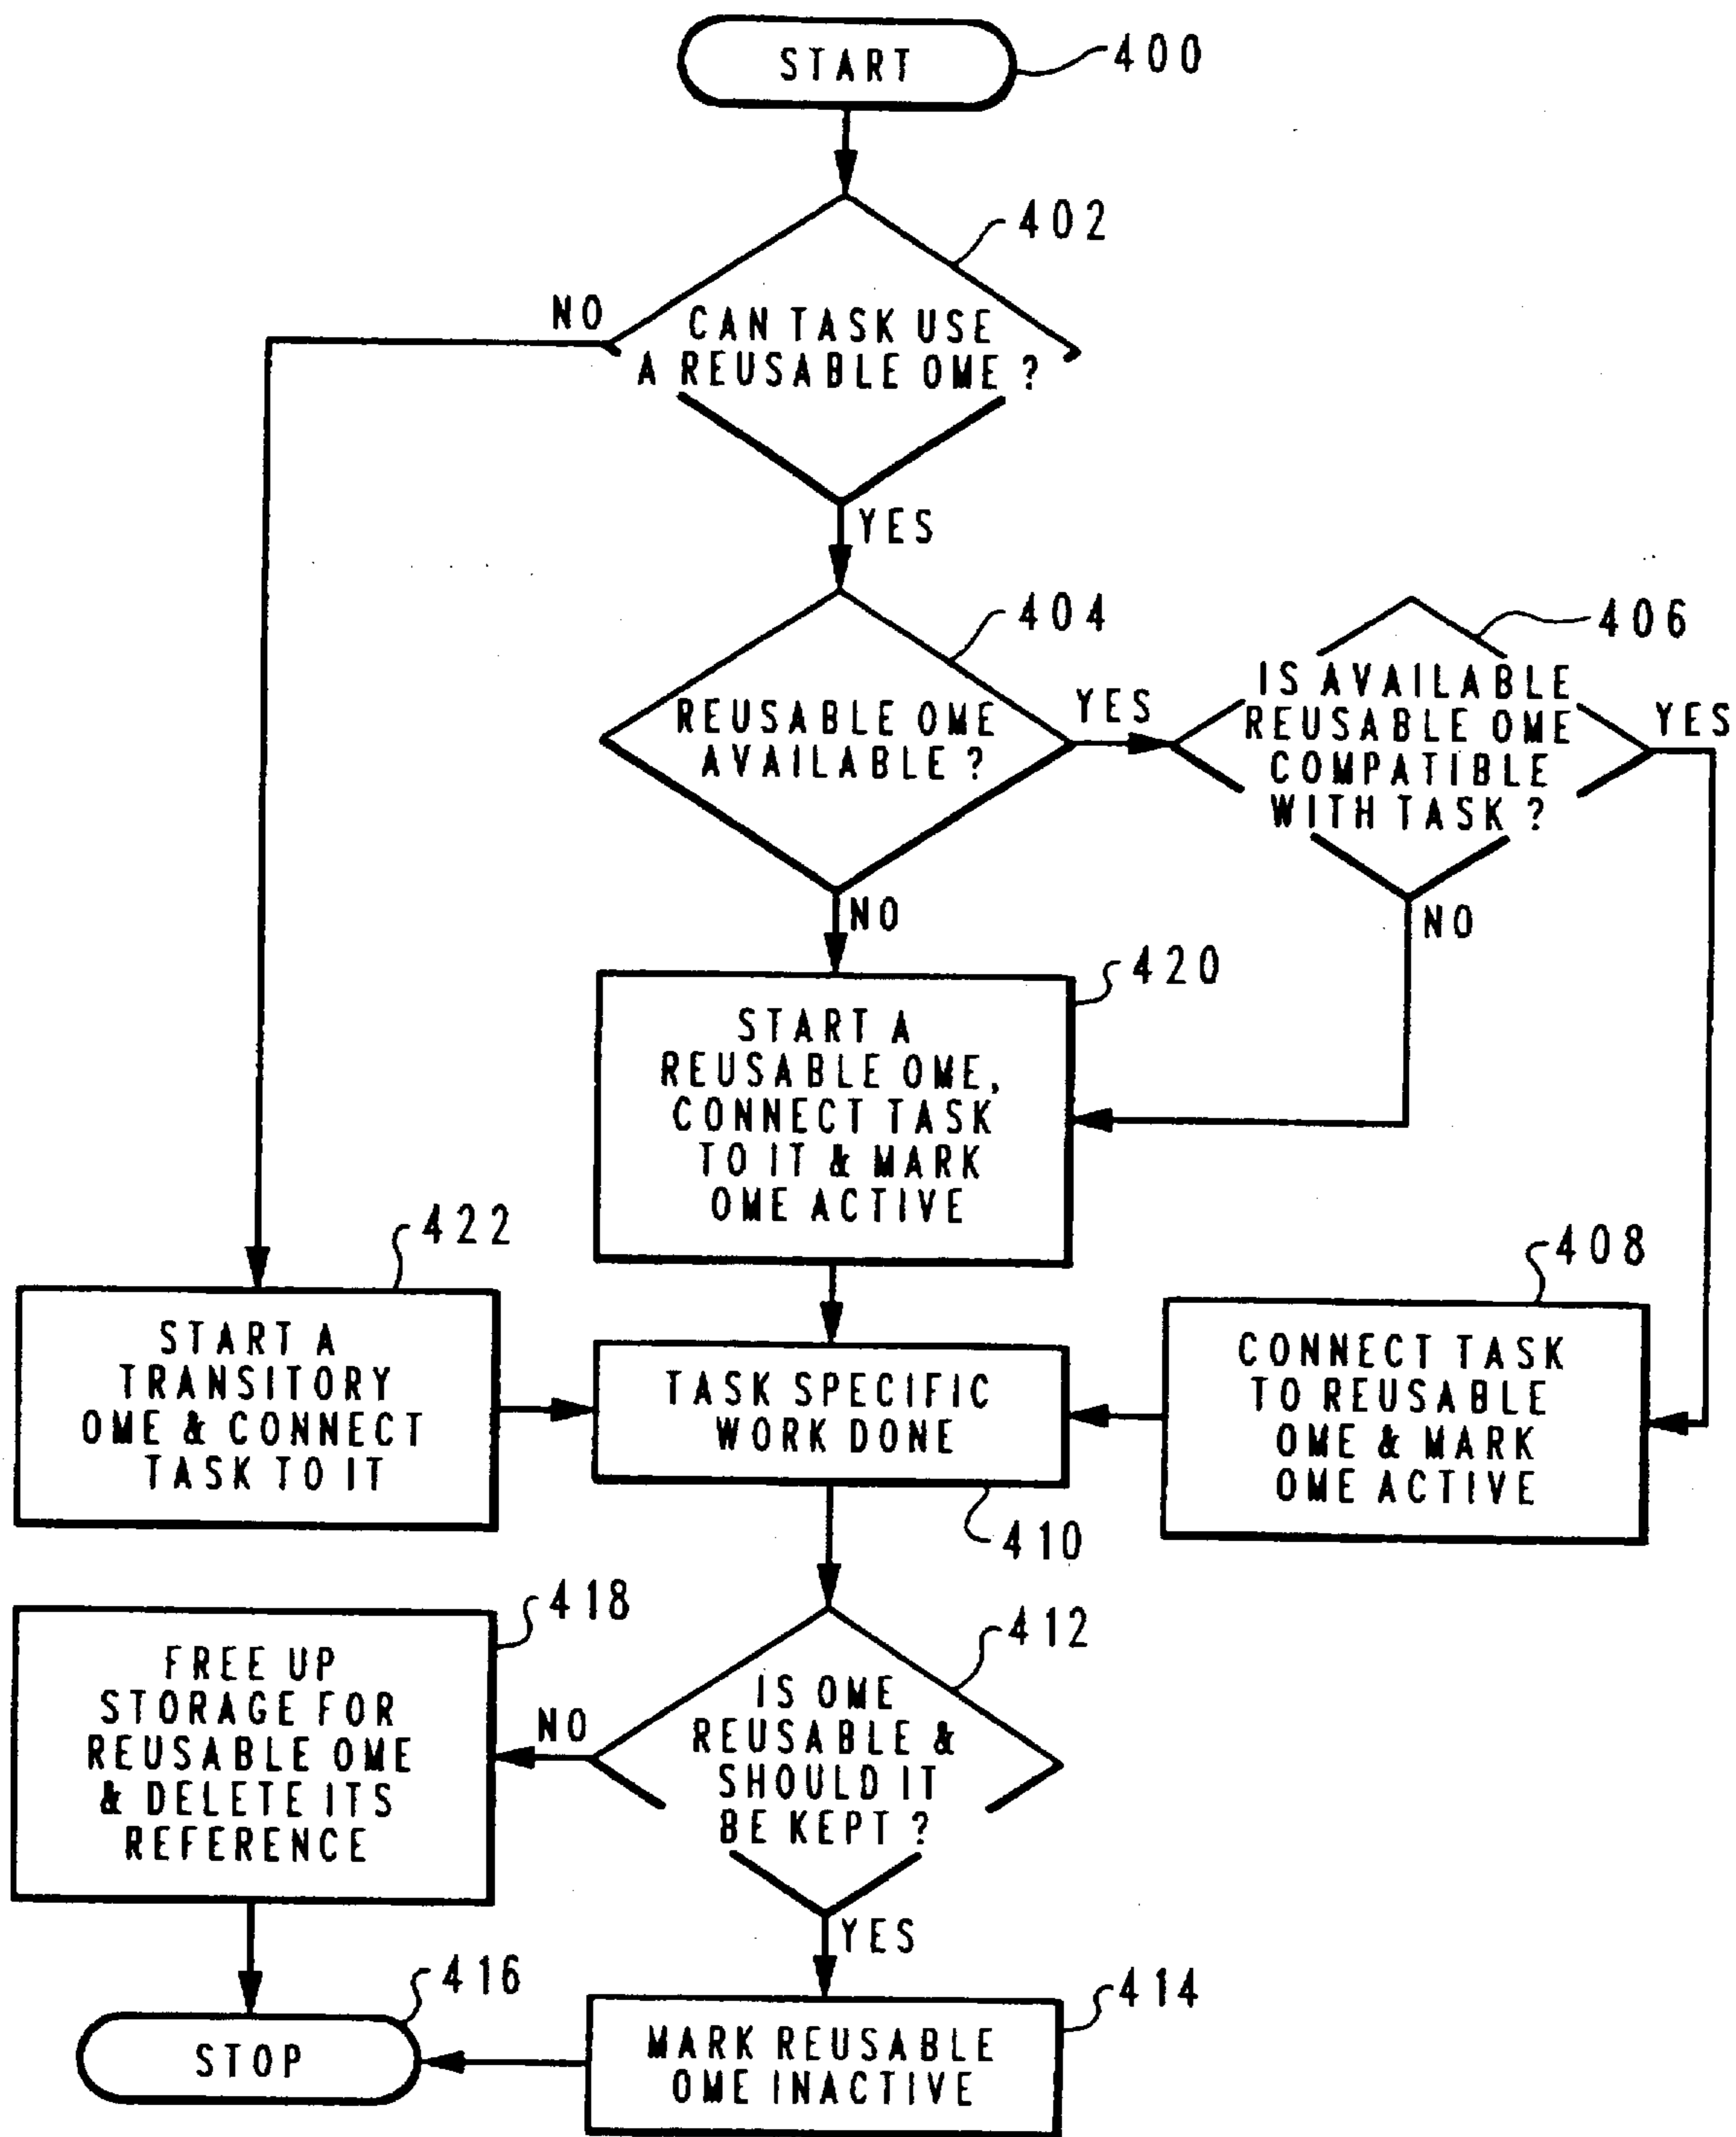 START
400
402
NO
CAN TASK USE
A REUSABLE OME ?
YES
404
406
REUSABLE OME
AVAILABLE ?
YES
IS AVAILABLE
REUSABLE OME
COMPATIBLE
WITH TASK ?
YES
NO
NO
420
START A
REUSABLE OME,
CONNECT TASK
TO IT & MARK
OME ACTIVE
422
START A
TRANSITORY
OME & CONNECT
TASK TO IT
TASK SPECIFIC
WORK DONE
410
408
CONNECT TASK
TO REUSABLE
OME & MARK
OME ACTIVE
418
FREE UP
STORAGE FOR
REUSABLE OME
& DELETE ITS
REFERENCE
NO
412
IS OME
REUSABLE &
SHOULD IT
BE KEPT ?
YES
416
STOP
414
MARK REUSABLE
OME INACTIVE